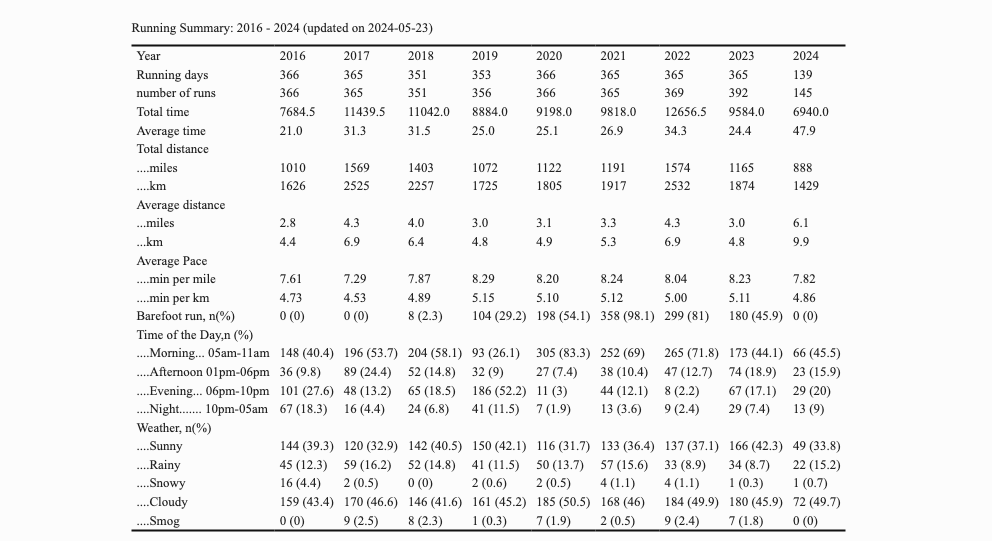 Running Summary: 2016 - 2024 (updated on 2024-05-23)
Year 2016 2017 2018 2019 2020 2021 2022 2023 2024
Running days 366 365 351 353 366 365 365 365 139
number of runs 366 365 351 356 366 365 369 392 145
Total time 7684.5 11439.5 11042.0 8884.0 9198.0 9818.0 12656.5 9584.0 6940.0
Average time 21.0 31.3 31.5 25.0 25.1 26.9 34.3 24.4 47.9
Total distance
....miles 1010 1569 1403 1072 1122 1191 1574 1165 888
....km 1626 2525 2257 1725 1805 1917 2532 1874 1429
Average distance
...miles 2.8 4.3 4.0 3.0 3.1 3.3 4.3 3.0 6.1
...km 4.4 6.9 6.4 4.8 4.9 5.3 6.9 4.8 9.9
Average Pace
....min per mile 7.61 7.29 7.87 8.29 8.20 8.24 8.04 8.23 7.82
....min per km 4.73 4.53 4.89 5.15 5.10 5.12 5.00 5.11 4.86
Barefoot run, n(%) 0 (0) 0 (0) 8 (2.3) 104 (29.2) 198 (54.1) 358 (98.1) 299 (81) 180 (45.9) 0 (0)
Time of the Day,n (%)
....Morning... 05am-11am 148 (40.4) 196 (53.7) 204 (58.1) 93 (26.1) 305 (83.3) 252 (69) 265 (71.8) 173 (44.1) 66 (45.5)
....Afternoon 01pm-06pm 36 (9.8) 89 (24.4) 52 (14.8) 32 (9) 27 (7.4) 38 (10.4) 47 (12.7) 74 (18.9) 23 (15.9)
....Evening... 06pm-10pm 101 (27.6) 48 (13.2) 65 (18.5) 186 (52.2) 11 (3) 44 (12.1) 8 (2.2) 67 (17.1) 29 (20)
....Night....... 10pm-05am 67 (18.3) 16 (4.4) 24 (6.8) 41 (11.5) 7 (1.9) 13 (3.6) 9 (2.4) 29 (7.4) 13 (9)
Weather, n(%)
....Sunny 144 (39.3) 120 (32.9) 142 (40.5) 150 (42.1) 116 (31.7) 133 (36.4) 137 (37.1) 166 (42.3) 49 (33.8)
....Rainy 45 (12.3) 59 (16.2) 52 (14.8) 41 (11.5) 50 (13.7) 57 (15.6) 33 (8.9) 34 (8.7) 22 (15.2)
....Snowy 16 (4.4) 2 (0.5) 0 (0) 2 (0.6) 2 (0.5) 4 (1.1) 4 (1.1) 1 (0.3) 1 (0.7)
....Cloudy 159 (43.4) 170 (46.6) 146 (41.6) 161 (45.2) 185 (50.5) 168 (46) 184 (49.9) 180 (45.9) 72 (49.7)
....Smog 0 (0) 9 (2.5) 8 (2.3) 1 (0.3) 7 (1.9) 2 (0.5) 9 (2.4) 7 (1.8) 0 (0)